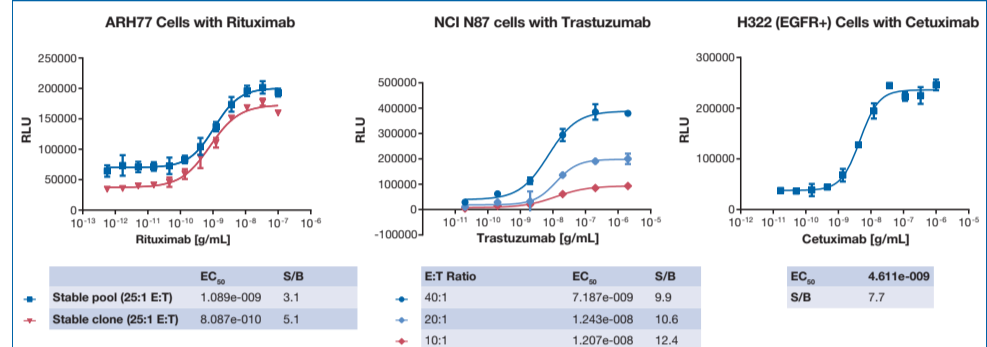 ARH77 Cells with Rituximab
RLU
250000
200000
150000
100000
50000
0
10-13 10-12 10-11 10-10 10-9 10-8 10-7 10-6
Rituximab [g/mL]
EC50 S/B
Stable pool (25:1 E:T) 1.089e-009 3.1
Stable clone (25:1 E:T) 8.087e-010 5.1
NCI N87 cells with Trastuzumab
RLU
500000
400000
300000
200000
100000
0
-100000
10-11 10-10 10-9 10-8 10-7 10-6 10-5
Trastuzumab [g/mL]
E:T Ratio EC50 S/B
40:1 7.187e-009 9.9
20:1 1.243e-008 10.6
10:1 1.207e-008 12.4
H322 (EGFR+) Cells with Cetuximab
RLU
300000
200000
100000
0
10-12 10-11 10-10 10-9 10-8 10-7 10-6 10-5
Cetuximab [g/mL]
EC50 4.611e-009
S/B 7.7